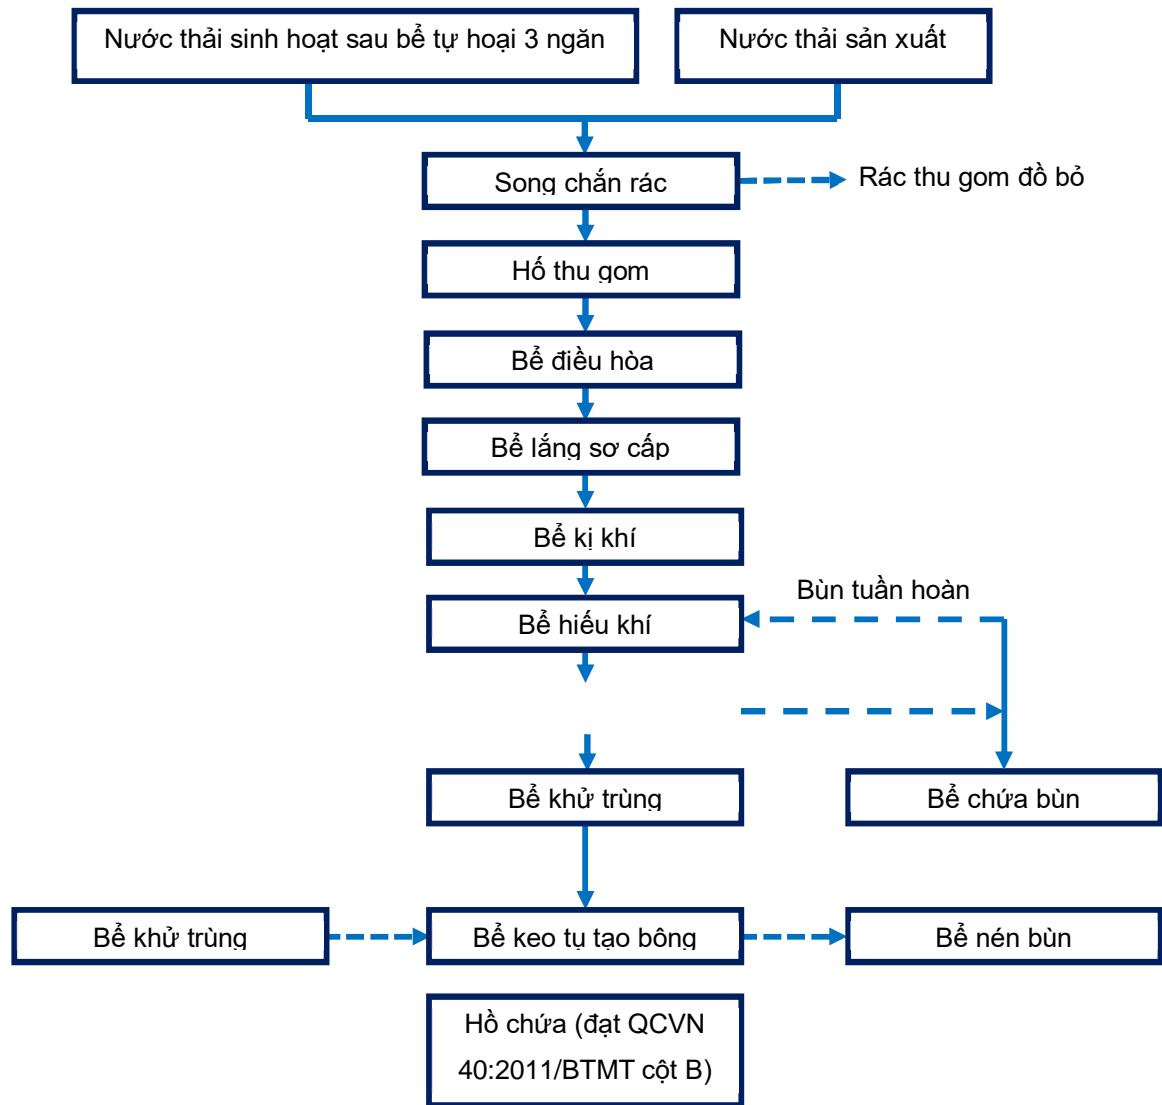 Nước thải sinh hoạt sau bể tự hoại 3 ngăn
Nước thải sản xuất
Song chắn rác
Rác thu gom đồ bỏ
Hố thu gom
Bể điều hòa
Bể lắng sơ cấp
Bể kị khí
Bùn tuần hoàn
Bể hiếu khí
Bể khử trùng
Bể chứa bùn
Bể khử trùng
Bể keo tụ tạo bông
Bể nén bùn
Hồ chứa (đạt QCVN
40:2011/BTMT cột B)